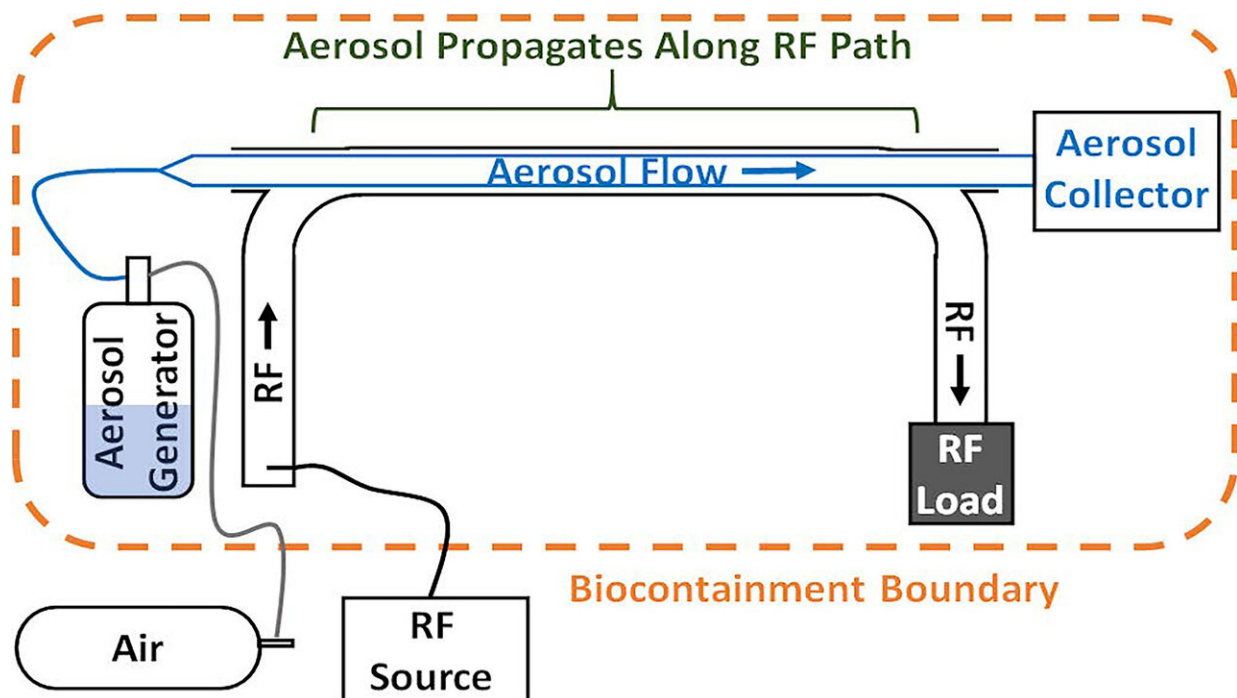 Aerosol Propagates Along RF Path
Aerosol Flow
Aerosol
Collector
Aerosol
Generator
RF
RF
RF
Load
Biocontainment Boundary
Air
RF
Source